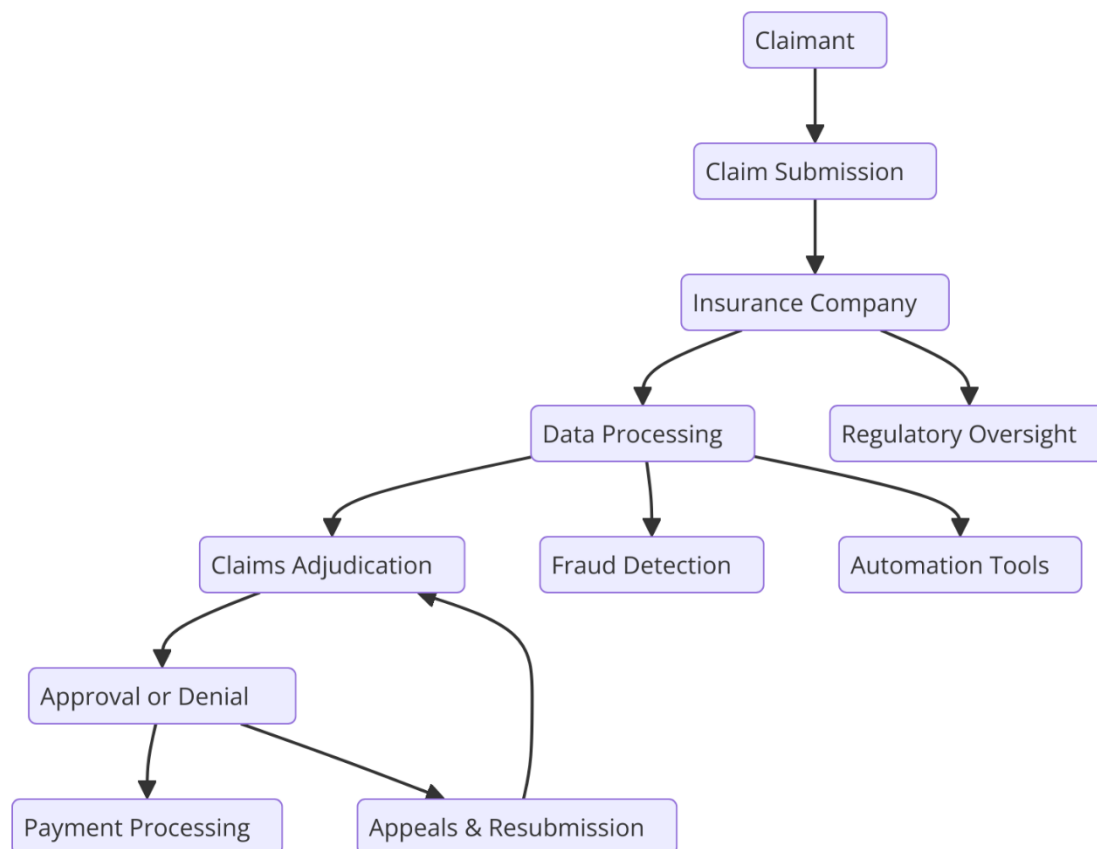 Claimant
Claim Submission
Insurance Company
Data Processing
Regulatory Oversight
Claims Adjudication
Fraud Detection
Automation Tools
Approval or Denial
Payment Processing
Appeals & Resubmission